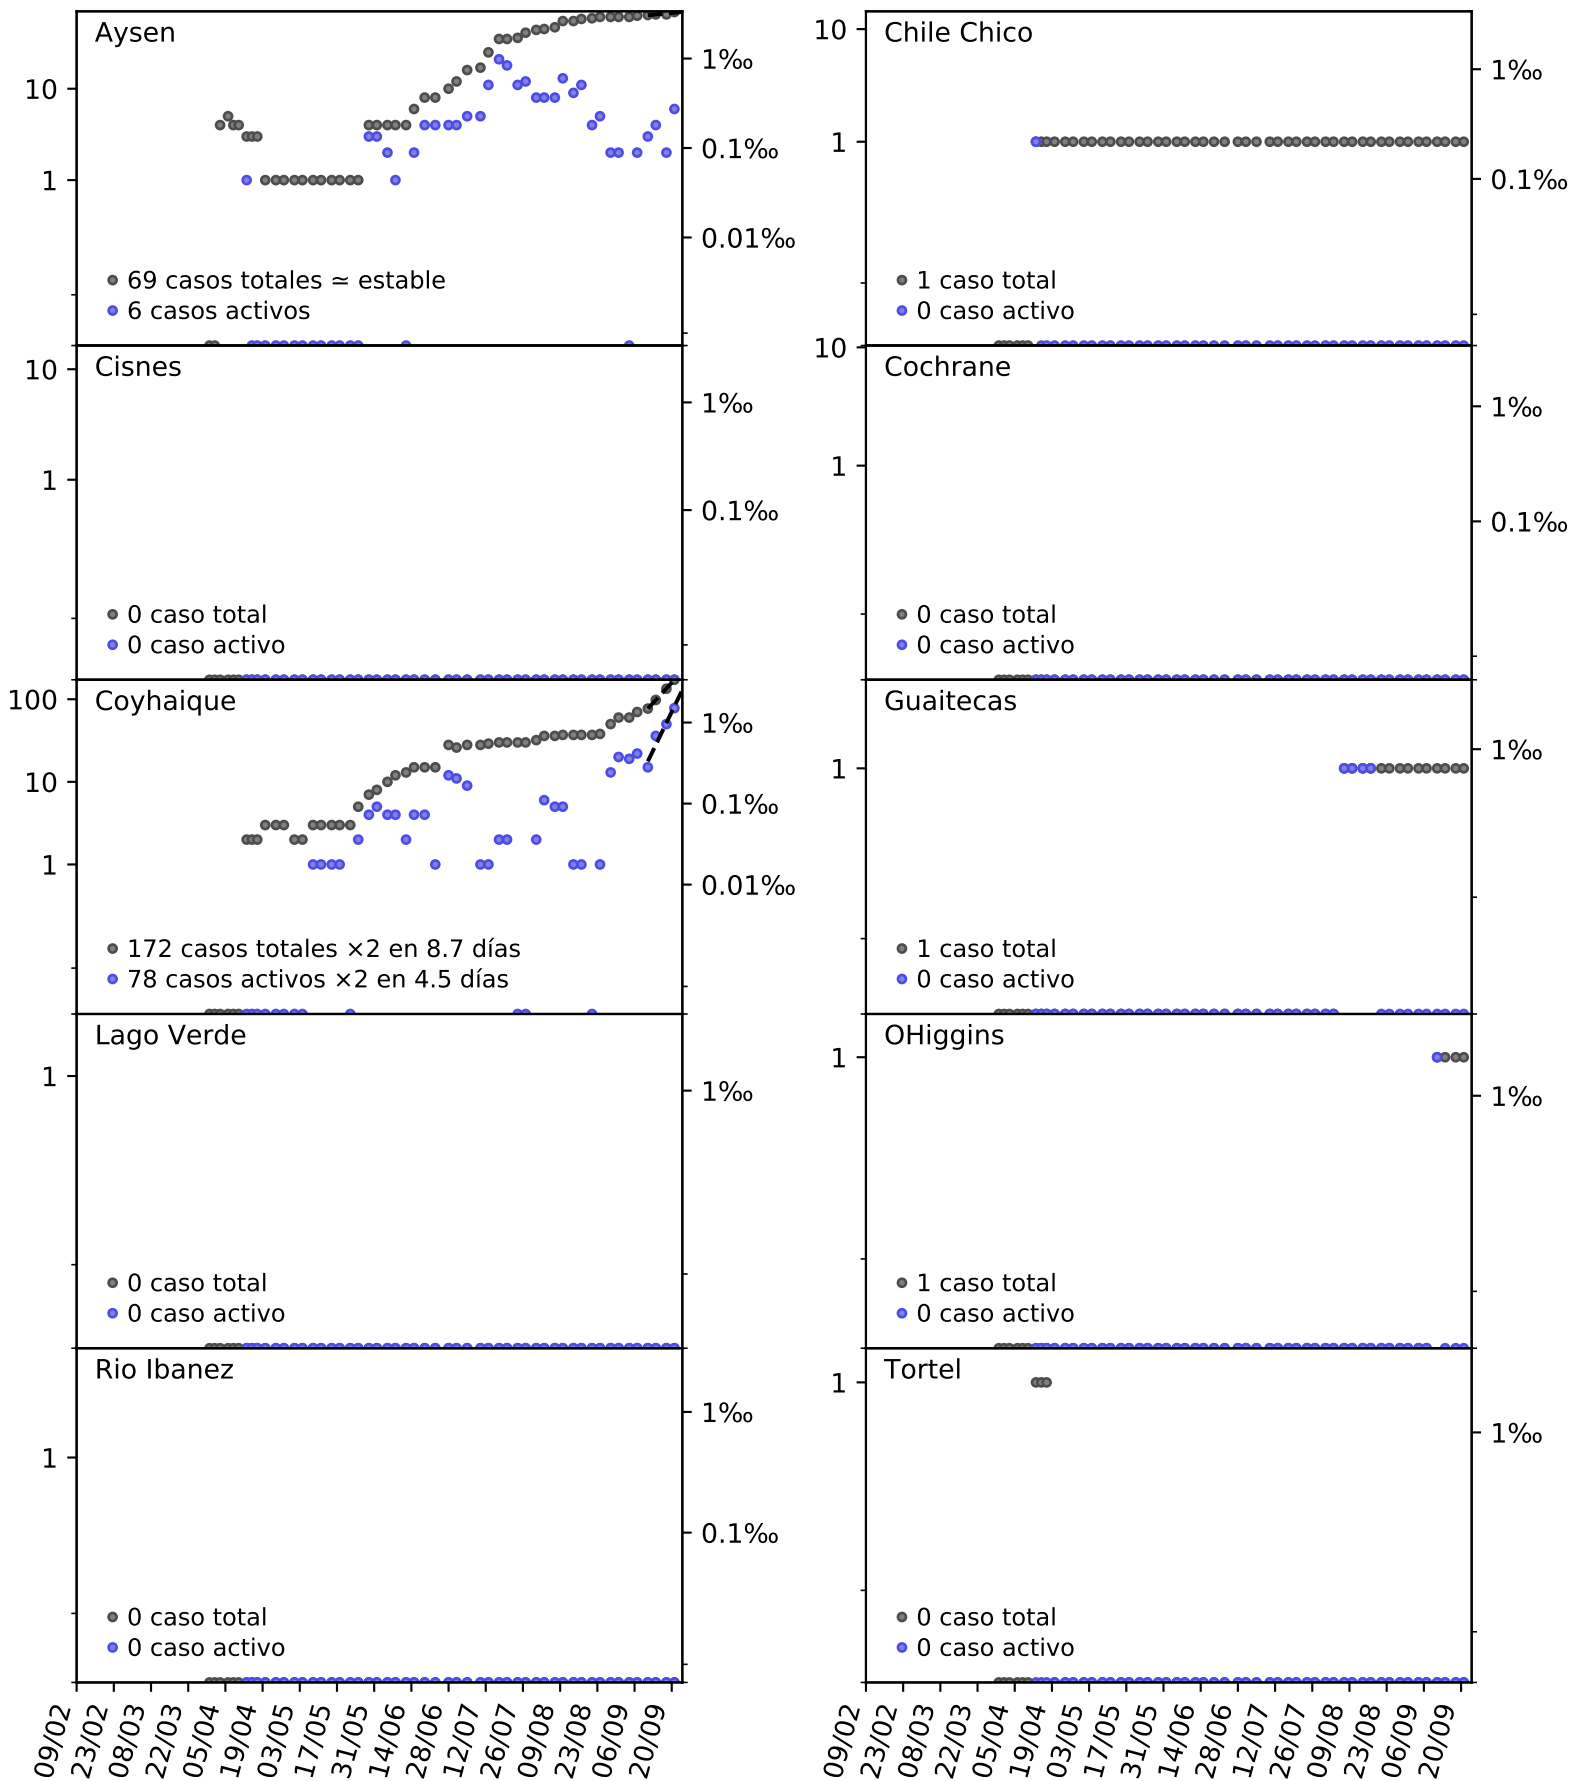 Aysen
10
1
1‰
0.1‰
0.01‰
69 casos totales ≃ estable
6 casos activos
Chile Chico
10
1
1‰
0.1‰
1 caso total
0 caso activo
Cisnes
10
1
1‰
0.1‰
0 caso total
0 caso activo
Cochrane
10
1
1‰
0.1‰
0 caso total
0 caso activo
Coyhaique
100
10
1
1‰
0.1‰
0.01‰
172 casos totales ×2 en 8.7 días
78 casos activos ×2 en 4.5 días
Guaitecas
1
1‰
1 caso total
0 caso activo
Lago Verde
1
1‰
0 caso total
0 caso activo
OHiggins
1
1‰
1 caso total
0 caso activo
Rio Ibanez
1
1‰
0.1‰
0 caso total
0 caso activo
Tortel
1
1‰
0 caso total
0 caso activo
09/02
23/02
08/03
22/03
05/04
19/04
03/05
17/05
31/05
14/06
28/06
12/07
26/07
09/08
23/08
06/09
20/09
09/02
23/02
08/03
22/03
05/04
19/04
03/05
17/05
31/05
14/06
28/06
12/07
26/07
09/08
23/08
06/09
20/09